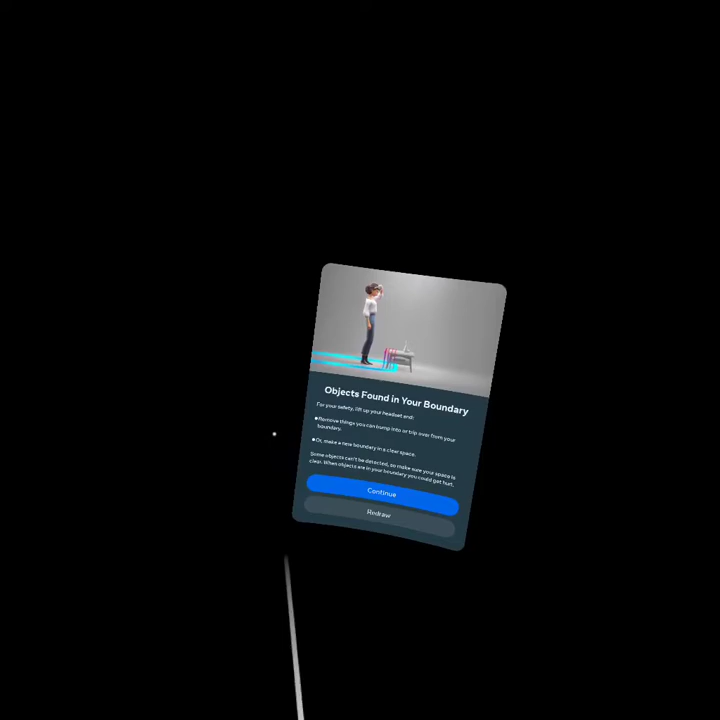 Objects Found in Your Boundary
For your safety, lift up your headset and:
•Remove things you can bump into or trip over from your
boundary.
•Or, make a new boundary in a clear space.
Some objects can't be detected, so make sure your space is
clear. When objects are in your boundary you could get hurt.
Continue
Redraw